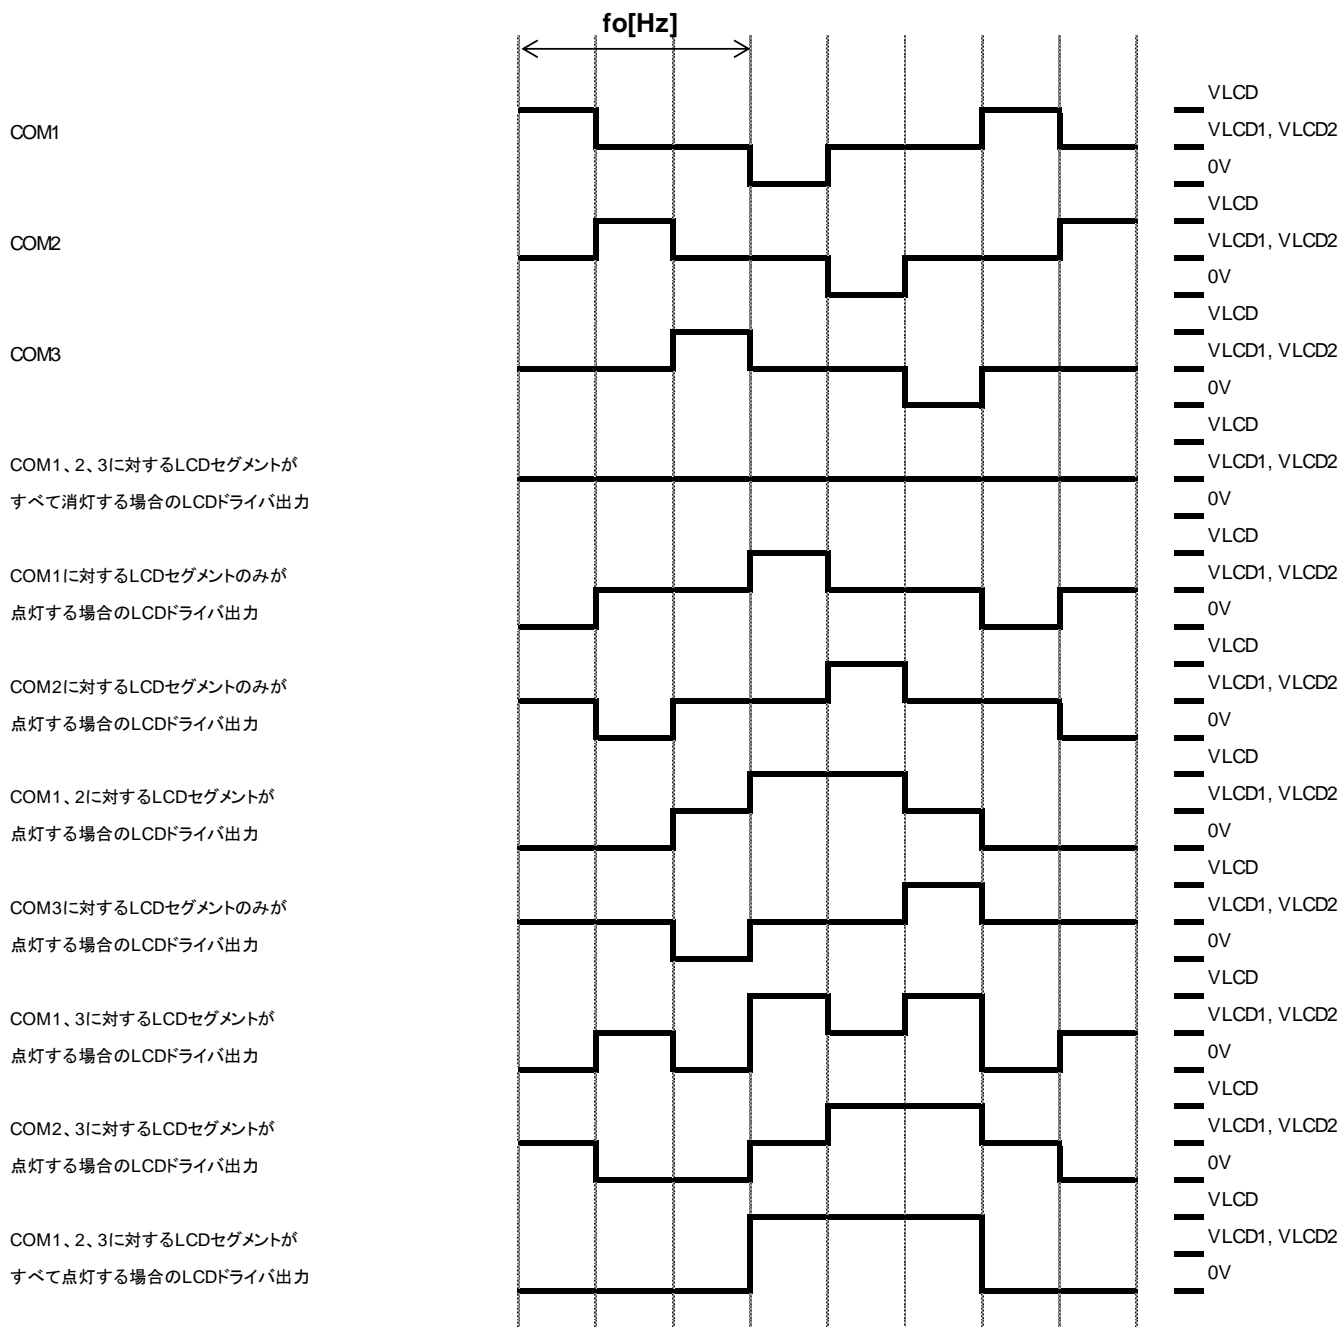 fo[Hz]
VLCD
COM1
VLCD1, VLCD2
0V
VLCD
COM2
VLCD1, VLCD2
0V
VLCD
COM3
VLCD1, VLCD2
0V
VLCD
COM1、2、3に対するLCDセグメントが
VLCD1, VLCD2
すべて消灯する場合のLCDドライバ出力
0V
VLCD
COM1に対するLCDセグメントのみが
VLCD1, VLCD2
点灯する場合のLCDドライバ出力
0V
VLCD
COM2に対するLCDセグメントのみが
VLCD1, VLCD2
点灯する場合のLCDドライバ出力
0V
VLCD
COM1、2に対するLCDセグメントが
VLCD1, VLCD2
点灯する場合のLCDドライバ出力
0V
VLCD
COM3に対するLCDセグメントのみが
VLCD1, VLCD2
点灯する場合のLCDドライバ出力
0V
VLCD
COM1、3に対するLCDセグメントが
VLCD1, VLCD2
点灯する場合のLCDドライバ出力
0V
VLCD
COM2、3に対するLCDセグメントが
VLCD1, VLCD2
点灯する場合のLCDドライバ出力
0V
VLCD
COM1、2、3に対するLCDセグメントが
VLCD1, VLCD2
すべて点灯する場合のLCDドライバ出力
0V